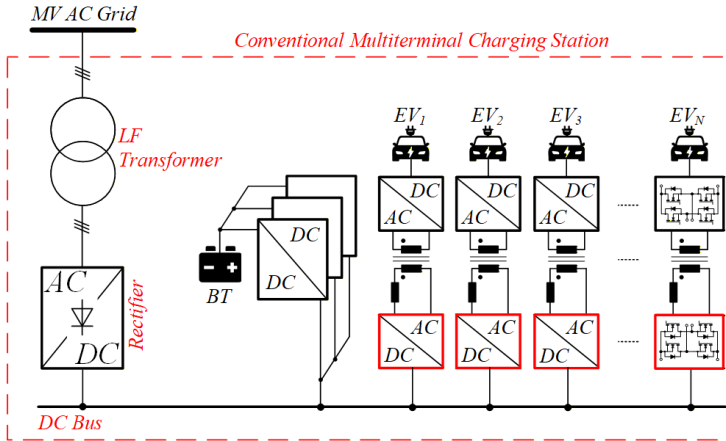 MV AC Grid
Conventional Multiterminal Charging Station
LF
Transformer
EV1
EV2
EV3
EVN
DC
AC
DC
AC
DC
AC
DC
DC
BT
AC
DC
Rectifier
AC
DC
AC
DC
AC
DC
DC Bus